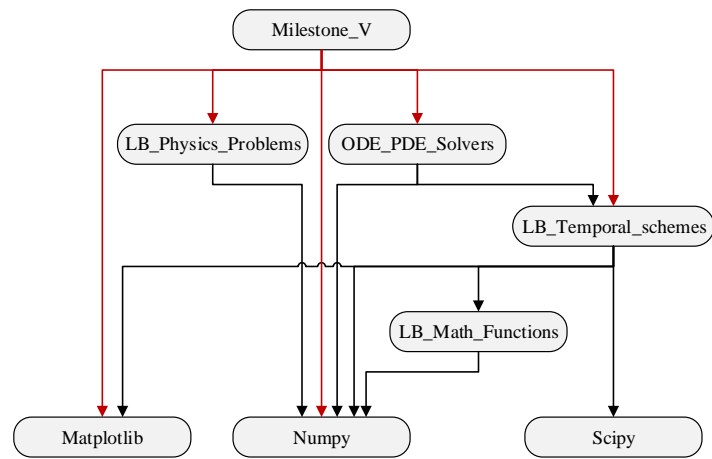 Milestone_V
LB_Physics_Problems
ODE_PDE_Solvers
LB_Temporal_schemes
LB_Math_Functions
Matplotlib
Numpy
Scipy